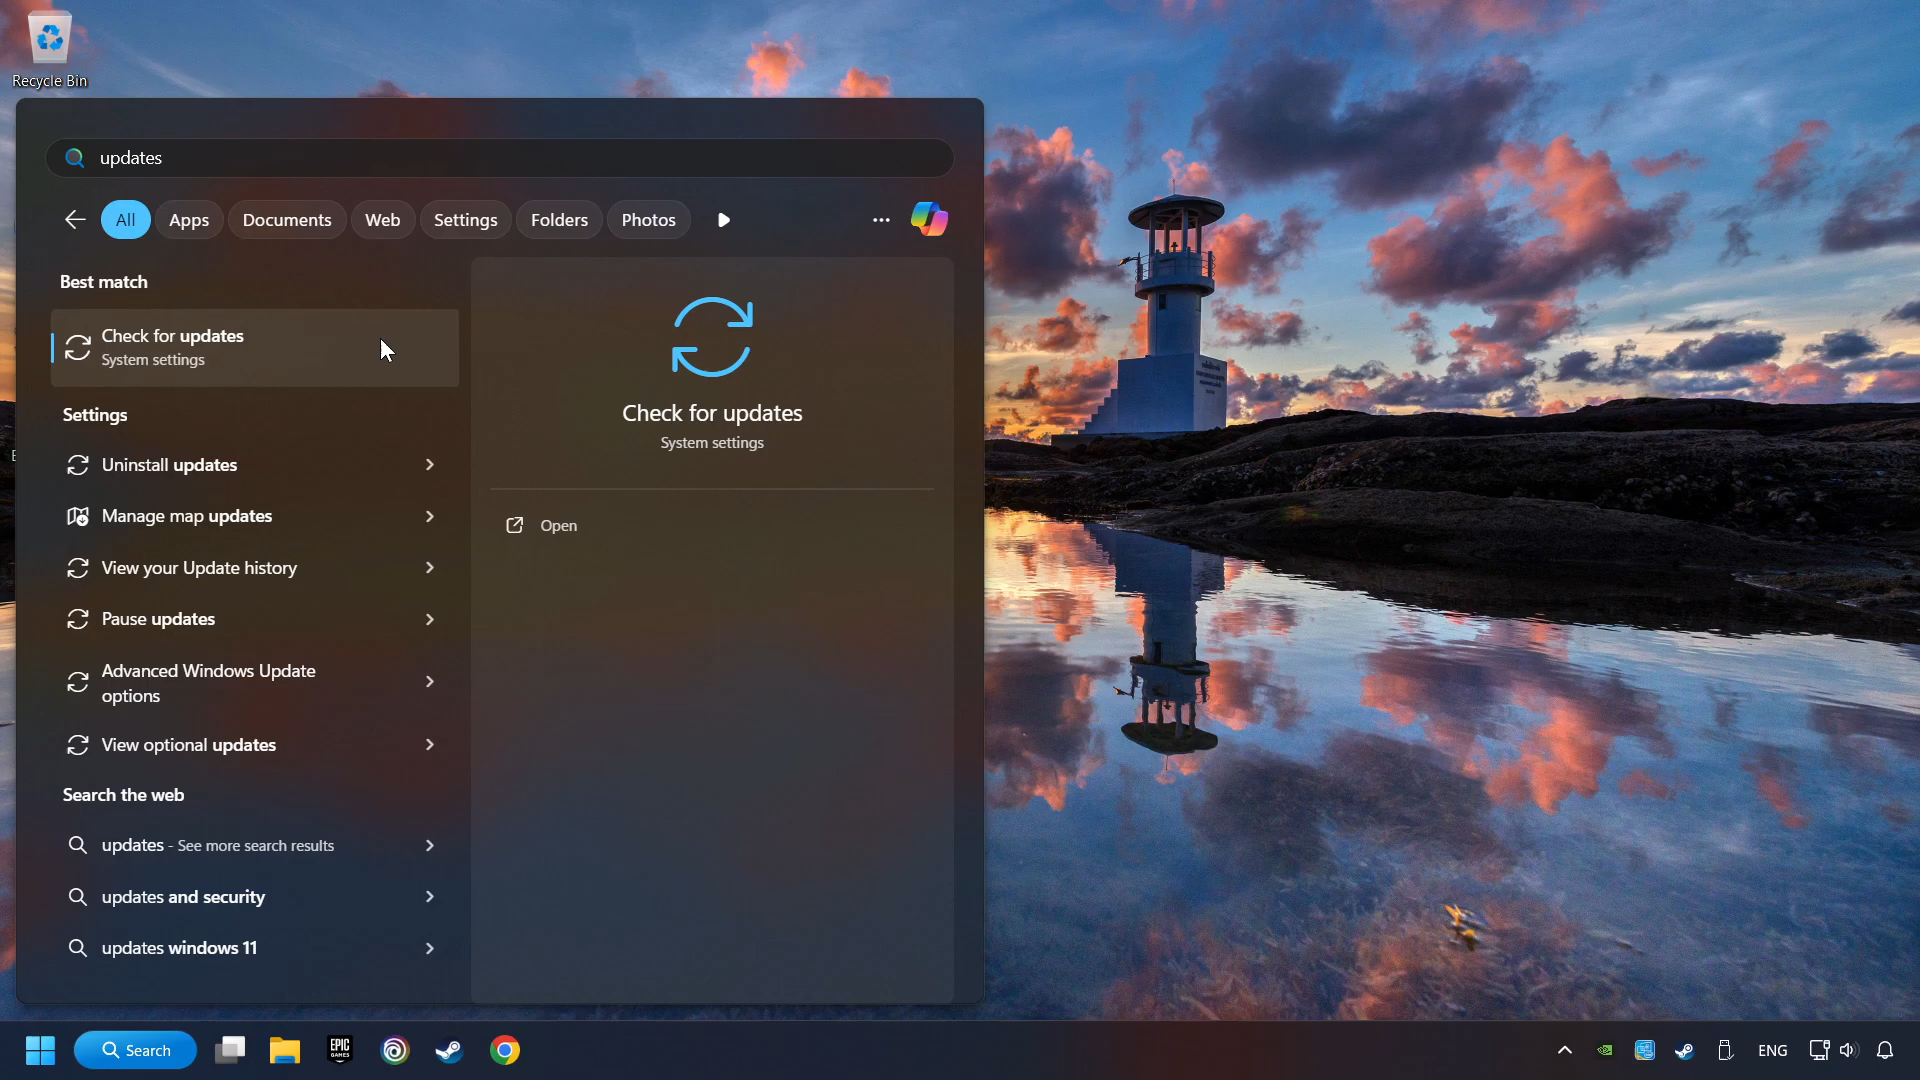 Recycle Bin
updates
All Apps Documents Web Settings Folders Photos
Best match
Check for updates
System settings
Settings
Uninstall updates
Manage map updates
View your Update history
Pause updates
Advanced Windows Update
options
View optional updates
Search the web
updates - See more search results
updates and security
updates windows 11
Check for updates
System settings
Open
Search
EPIC
GAMES
ENG